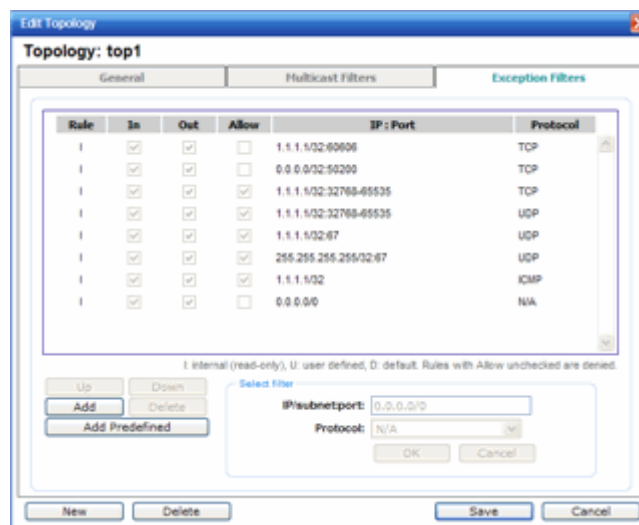 Edit Topology
Topology: top1
General Multicast Filters Exception Filters
Rule In Out Allow IP : Port Protocol
I 1.1.1.1/32:60606 TCP
I 0.0.0.0/32:50200 TCP
I 1.1.1.1/32:32768-65535 TCP
I 1.1.1.1/32:32768-65535 UDP
I 1.1.1.1/32:67 UDP
I 255.255.255.255/32:67 UDP
I 1.1.1.1/32 ICMP
I 0.0.0.0/0 N/A
I: internal (read-only), U: user defined, D: default. Rules with Allow unchecked are denied.
Up Down Select filter
Add Delete IP/subnet:port: 0.0.0.0/0
Add Predefined Protocol: N/A
OK Cancel
New Delete Save Cancel